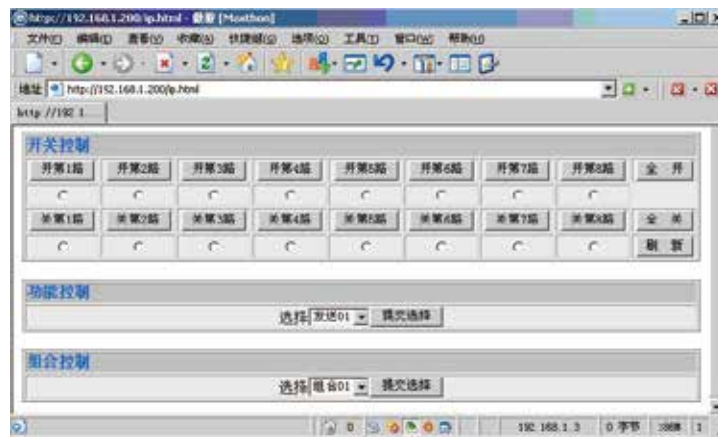 http://192.168.1.200/ip.html - 傲游 [Maxthon]
文件(F) 编辑(E) 查看(V) 收藏(A) 快捷组(G) 选项(O) 工具(T) 窗口(W) 帮助(H)
地址 http://192.168.1.200/ip.html
http //192 1
开关控制
开第1路 开第2路 开第3路 开第4路 开第5路 开第6路 开第7路 开第8路 全 开
关第1路 关第2路 关第3路 关第4路 关第5路 关第6路 关第7路 关第8路 全 关
刷 新
功能控制
选择 发送01 提交选择
组合控制
选择 组合01 提交选择
0 0 192.168.1.3 0 字节 1